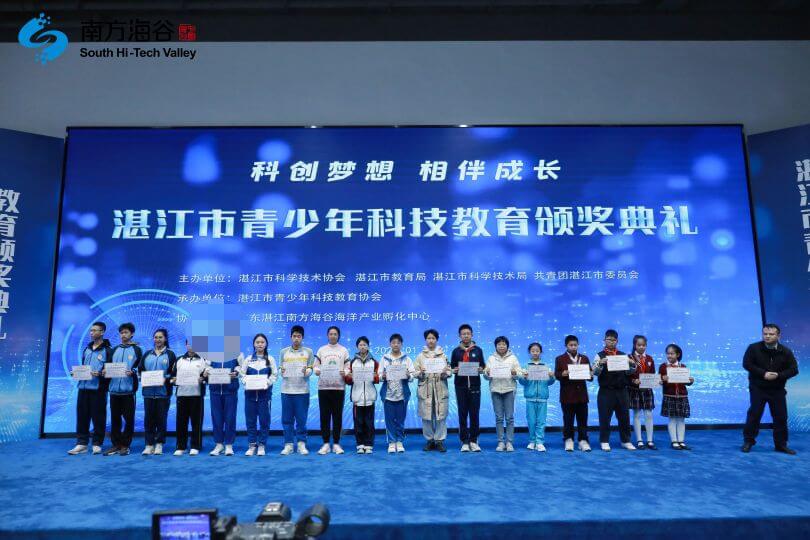 南方海谷
South Hi-Tech Valley
科创梦想 相伴成长
湛江市青少年科技教育颁奖典礼
主办单位：湛江市科学技术协会 湛江市教育局 湛江市科学技术局 共青团湛江市委员会
承办单位：湛江市青少年科技教育协会
协
东湛江南方海谷海洋产业孵化中心
教育颁奖典礼
湛江市青